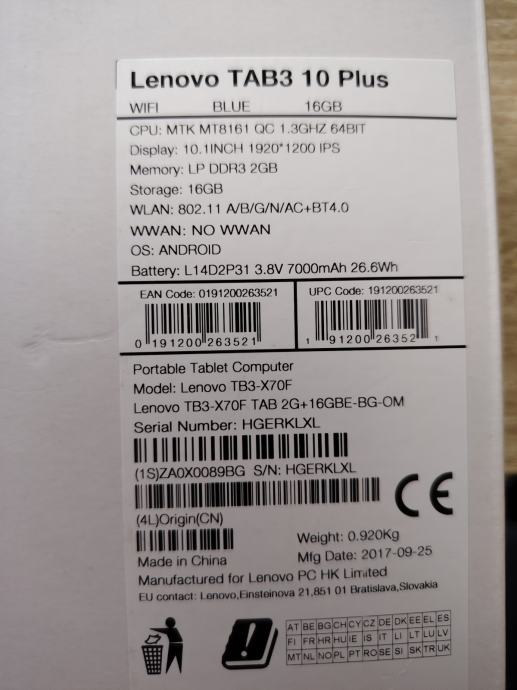 Lenovo TAB3 10 Plus
WIFI BLUE 16GB
CPU: MTK MT8161 QC 1.3GHZ 64BIT
Display: 10.1INCH 1920*1200 IPS
Memory: LP DDR3 2GB
Storage: 16GB
WLAN: 802.11 A/B/G/N/AC+BT4.0
WWAN: NO WWAN
OS: ANDROID
Battery: L14D2P31 3.8V 7000mAh 26.6Wh
EAN Code: 0191200263521 UPC Code: 191200263521
0 191200 263521 1 91200 26352 1
Portable Tablet Computer
Model: Lenovo TB3-X70F
Lenovo TB3-X70F TAB 2G+16GBE-BG-OM
Serial Number: HGERKLXL
(1S)ZA0X0089BG S/N: HGERKLXL
CE
(4L)Origin(CN)
Weight: 0.920Kg
Made in China Mfg Date: 2017-09-25
Manufactured for Lenovo PC HK Limited
EU contact: Lenovo,Einsteinova 21,851 01 Bratislava,Slovakia
AT BE BG CH CY CZ DE DK EE EL ES
FI FR HR HU IE IS IT LI LT LU LV
MT NL NO PL PT RO SE SI SK TR UK